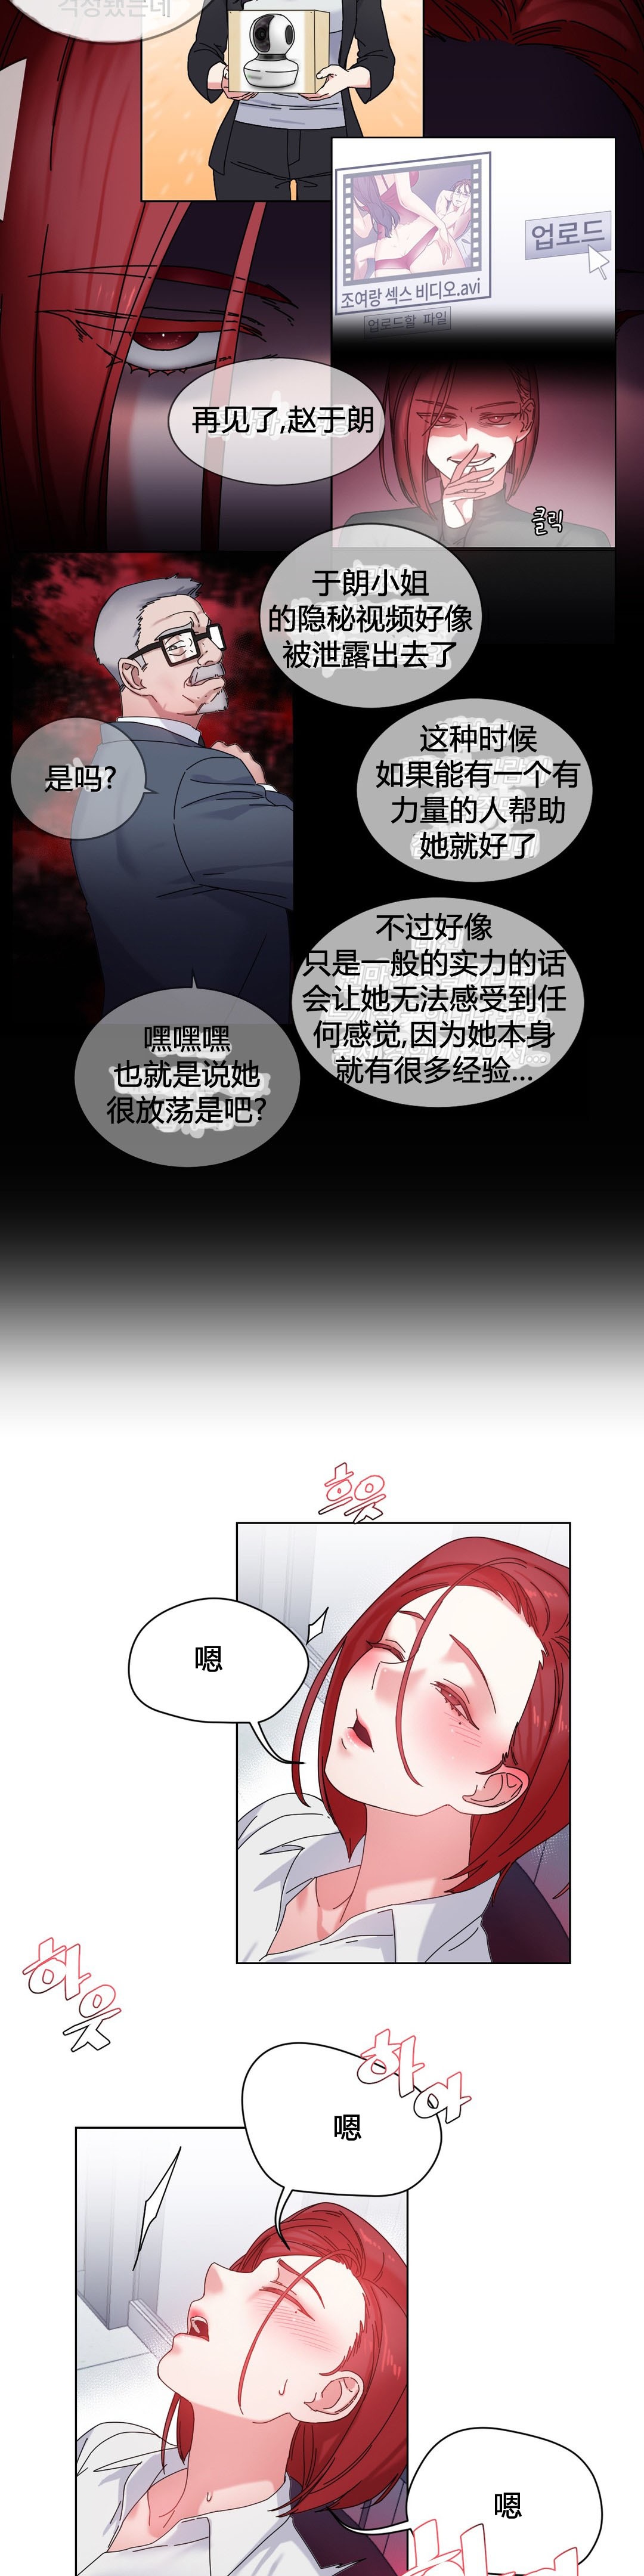 걱정했는데
업로드
조여랑 섹스 비디오.avi
업로드할 파일
再见了,赵于朗
클릭
于朗小姐
的隐秘视频好像
被泄露出去了
是吗?
这种时候
如果能有一个有
力量的人帮助
她就好了
不过好像
只是一般的实力的话
会让她无法感受到任
何感觉,因为她本身
就有很多经验...
嘿嘿嘿
也就是说她
很放荡是吧?
흐읏
嗯
하읏
하어
嗯
嗯